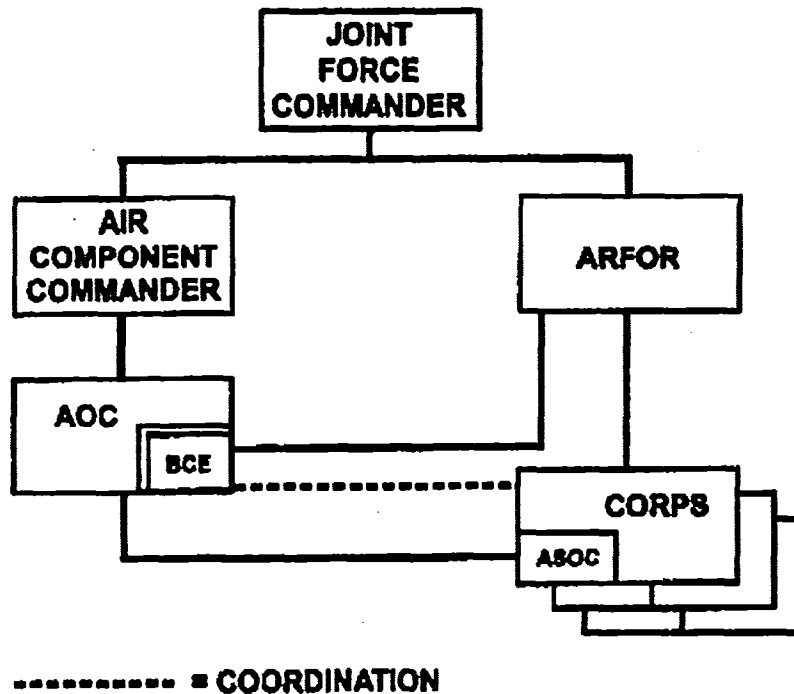 JOINT
FORCE
COMMANDER
AIR
COMPONENT
COMMANDER
ARFOR
AOC
BCE
CORPS
ASOC
-------- = COORDINATION